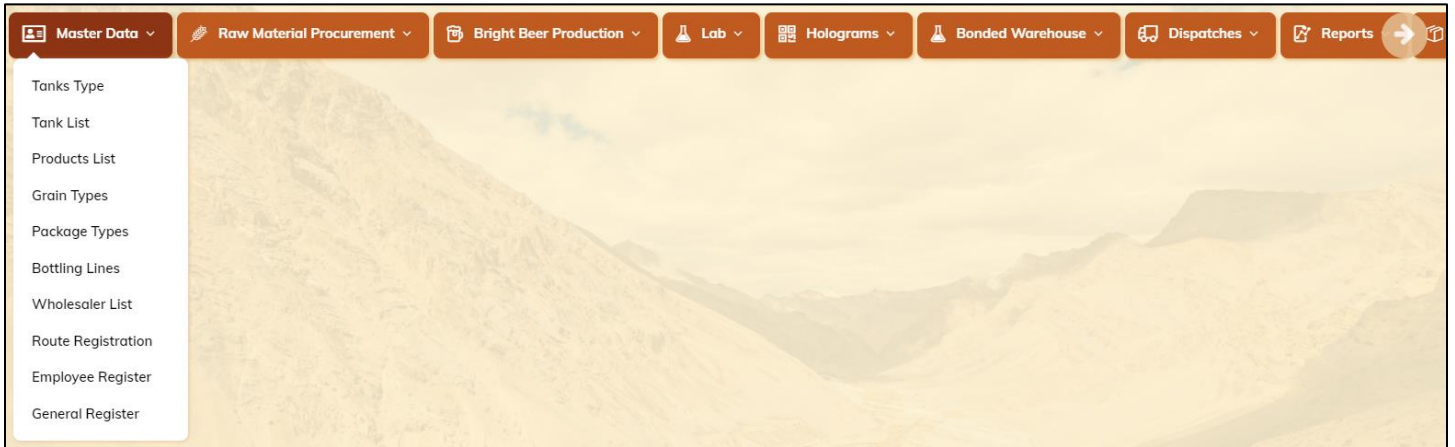 Master Data Raw Material Procurement Bright Beer Production Lab Holograms Bonded Warehouse Dispatches Reports
Tanks Type
Tank List
Products List
Grain Types
Package Types
Bottling Lines
Wholesaler List
Route Registration
Employee Register
General Register